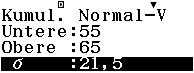 Kumul. Normal-V
Untere:55
Obere :65
σ :21,5